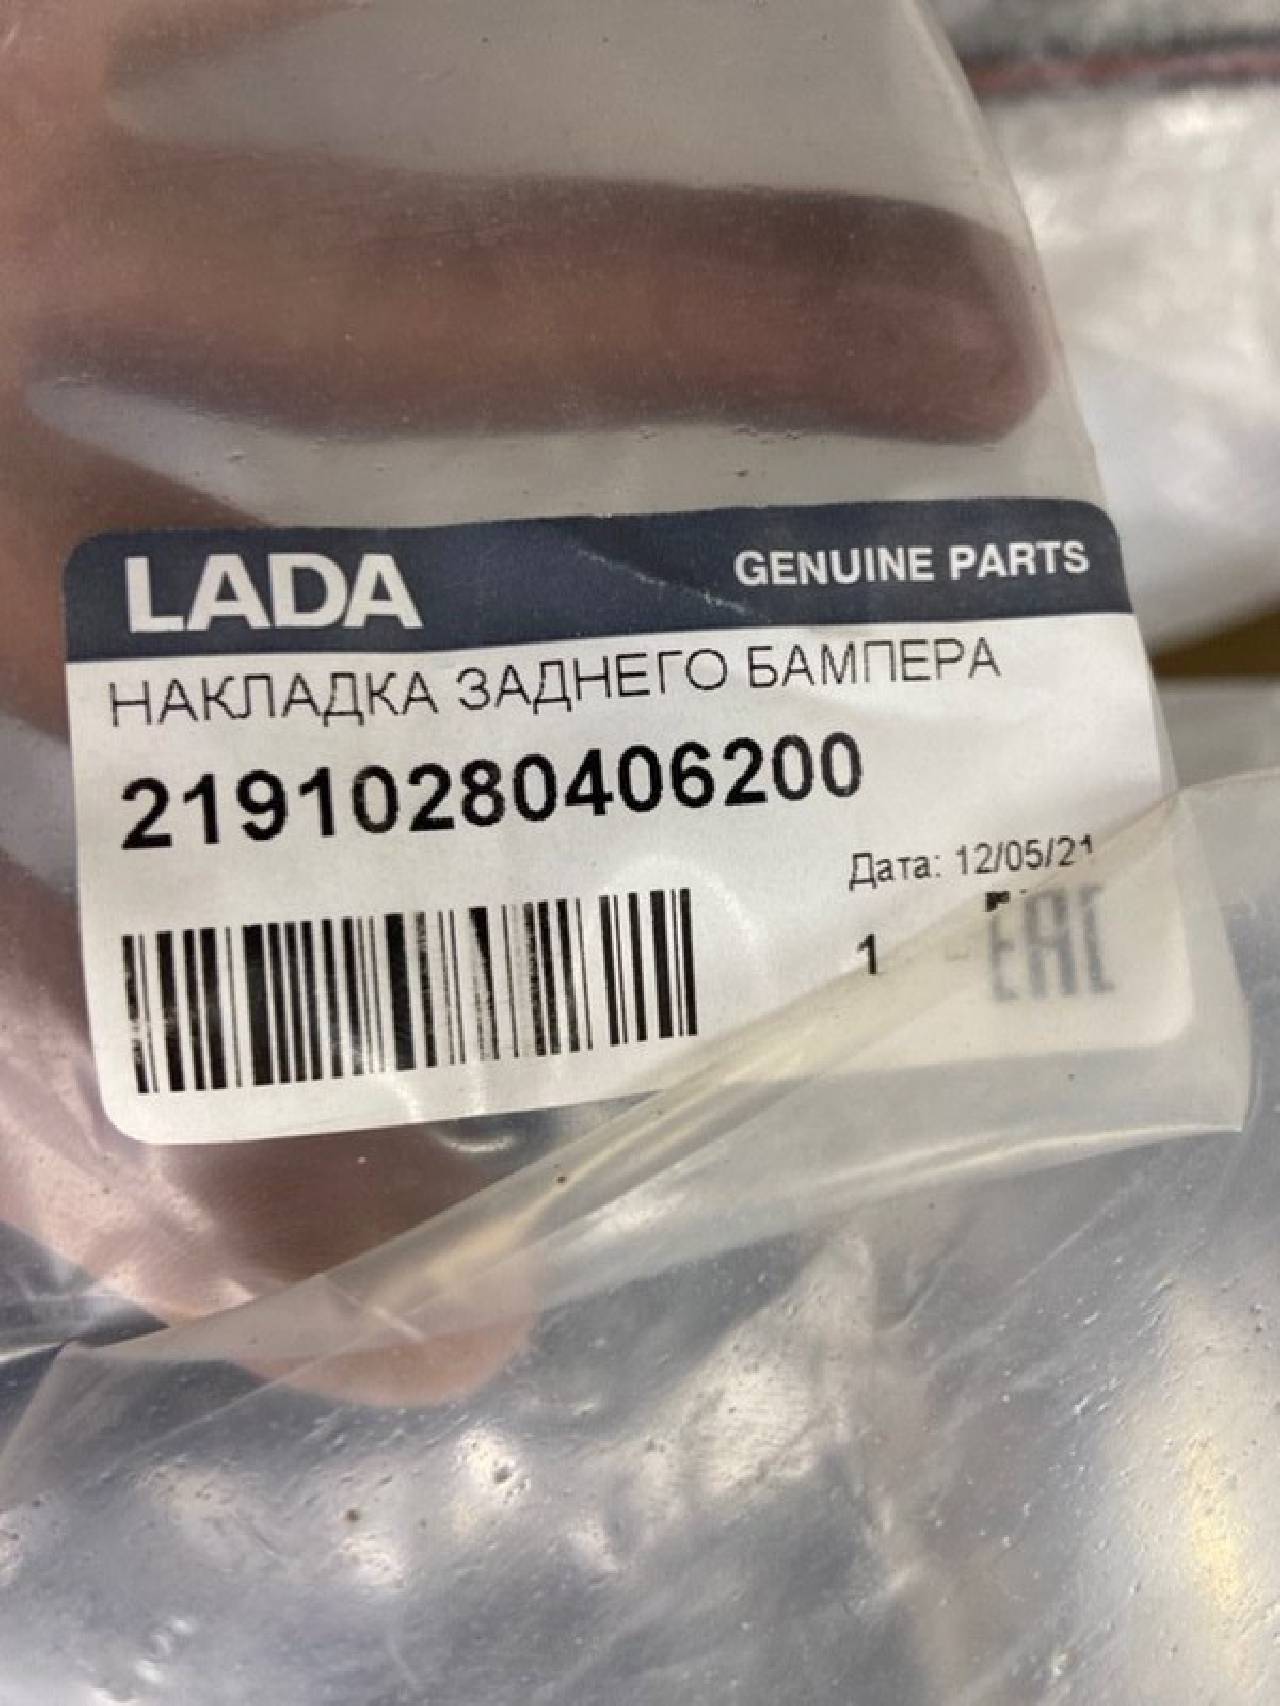 LADA
GENUINE PARTS
НАКЛАДКА ЗАДНЕГО БАМПЕРА
21910280406200
Дата: 12/05/21
1
EAC